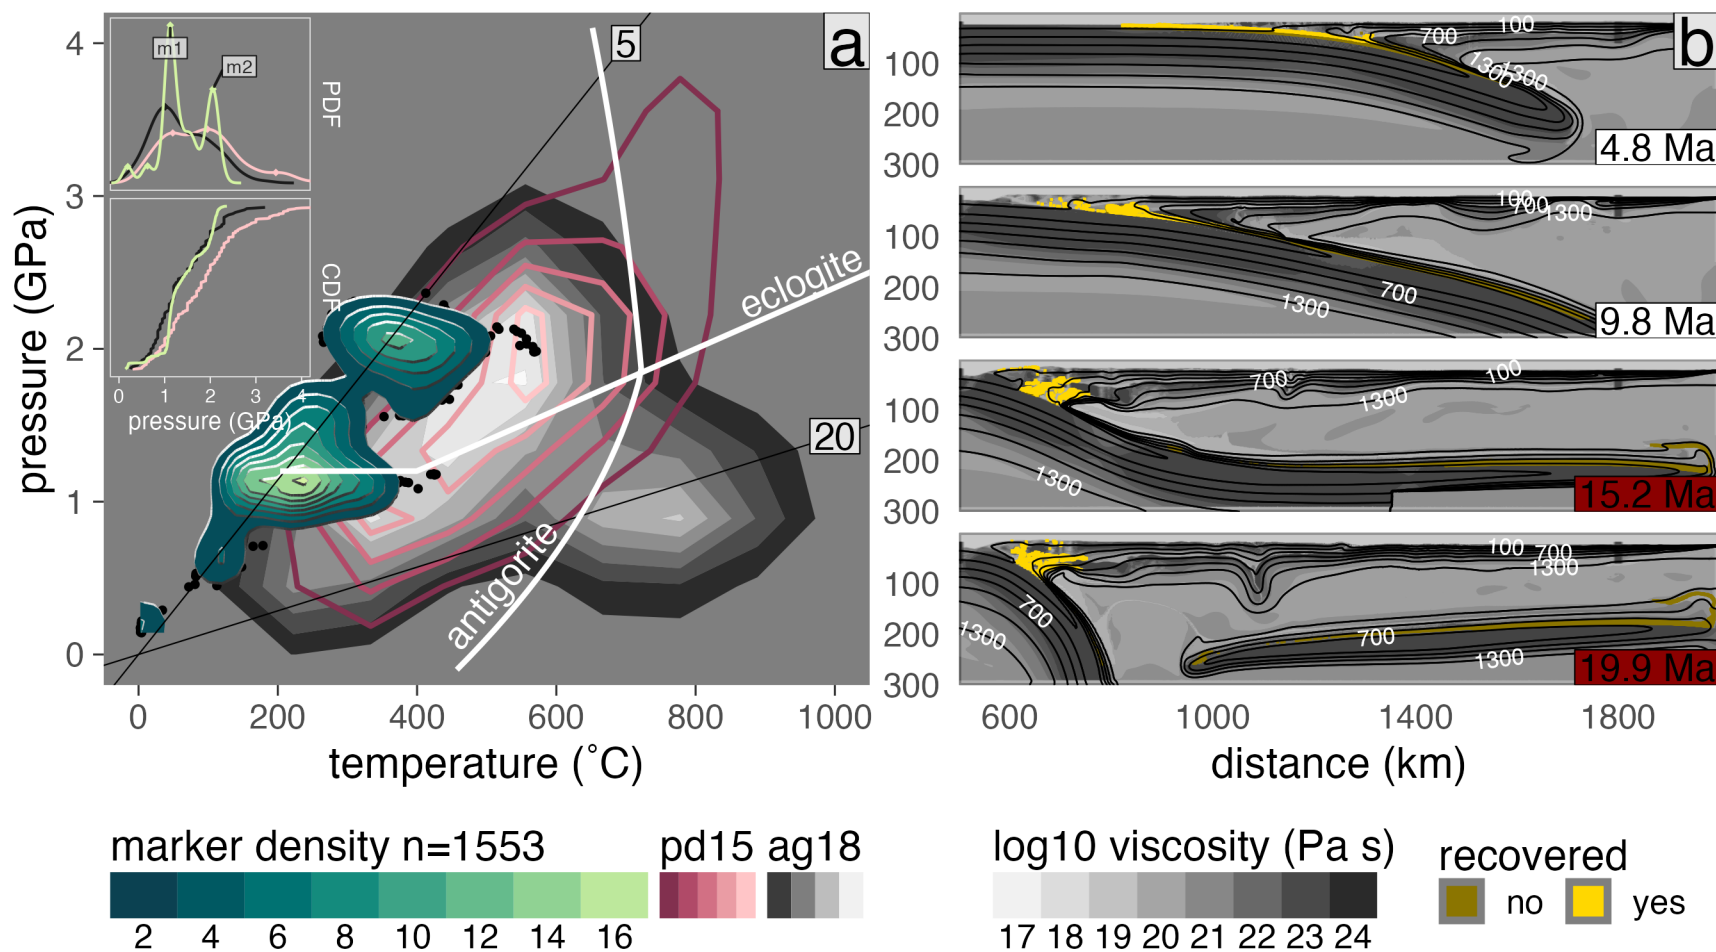 a
4
3
2
1
0
pressure (GPa)
0
200
400
600
800
1000
temperature (˚C)
5
20
eclogite
antigorite
m1
m2
PDF
CDF
0 1 2 3 4
pressure (GPa)
b
100
200
300
100
700
1300
1300
4.8 Ma
100
200
300
100
700
1300
1300
700
9.8 Ma
100
200
300
700
100
1300
1300
15.2 Ma
100
200
300
100
700
1300
700
1300
700
1300
19.9 Ma
600
1000
1400
1800
distance (km)
marker density n=1553
2 4 6 8 10 12 14 16
pd15
ag18
log10 viscosity (Pa s)
17 18 19 20 21 22 23 24
recovered
no
yes